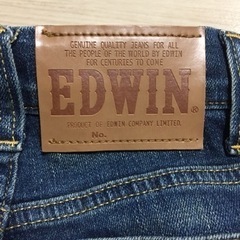 GENUINE QUALITY JEANS FOR ALL
THE PEOPLE OF THE WORLD BY EDWIN
FOR CENTURIES TO COME
EDWIN®
PRODUCT OF EDWIN COMPANY LIMITED.
No.